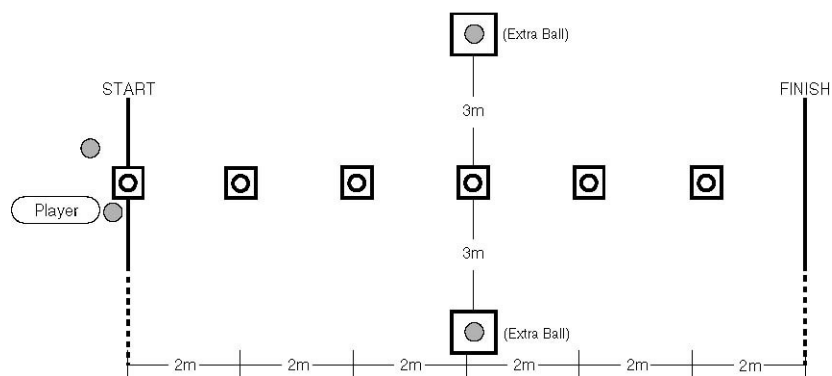 (Extra Ball)
START
FINISH
3m
Player
3m
(Extra Ball)
2m
2m
2m
2m
2m
2m